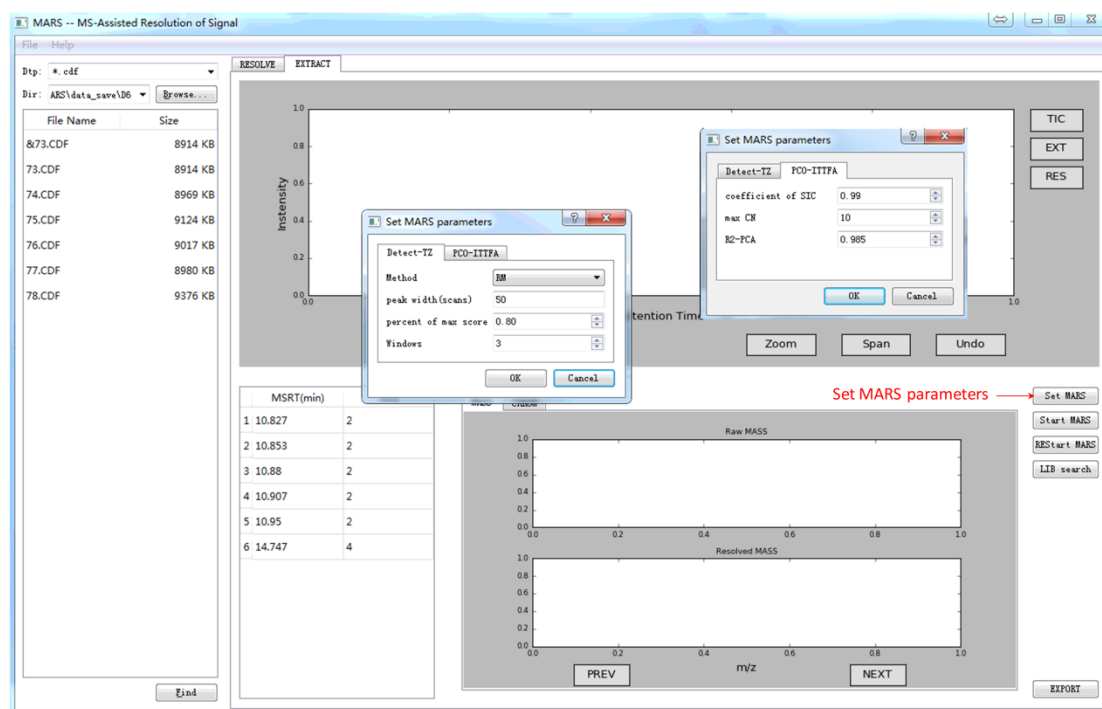 MARS -- MS-Assisted Resolution of Signal
File Help
Dtp: *.cdf
Dir: ARS\data_save\D6 Browse...
File Name Size
&73.CDF 8914 KB
73.CDF 8914 KB
74.CDF 8969 KB
75.CDF 9124 KB
76.CDF 9017 KB
77.CDF 8980 KB
78.CDF 9376 KB
Find
RESOLVE EXTRACT
1.0
0.8
0.6
0.4
0.2
0.0
0.0
1.0
Instensity
tention Time
TIC
EXT
RES
Zoom Span Undo
Set MARS parameters
Detect-TZ PCO-ITTFA
Method RM
peak width(scans) 50
percent of max score 0.80
Windows 3
OK Cancel
Set MARS parameters
Detect-TZ PCO-ITTFA
coefficient of SIC 0.99
max CN 10
R2-PCA 0.985
OK Cancel
MSRT(min)
1 10.827 2
2 10.853 2
3 10.88 2
4 10.907 2
5 10.95 2
6 14.747 4
Raw MASS
1.0
0.8
0.6
0.4
0.2
0.0
0.0 0.2 0.4 0.6 0.8 1.0
Resolved MASS
1.0
0.8
0.6
0.4
0.2
0.0
0.0 0.2 0.4 0.6 0.8 1.0
m/z
PREV NEXT
Set MARS parameters
Set MARS
Start MARS
REStart MARS
LIB search
EXPORT